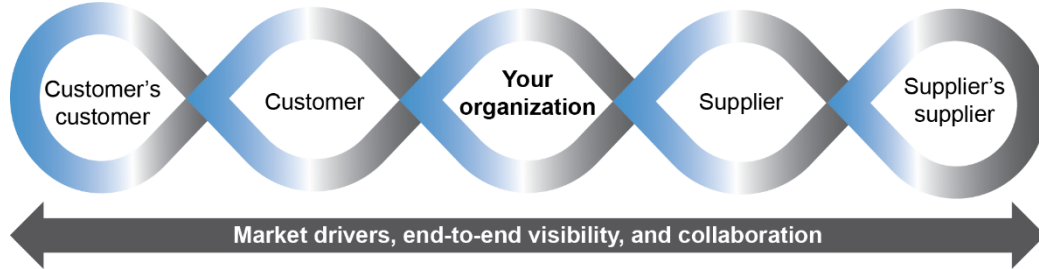 Customer’s
customer
Customer
Your
organization
Supplier
Supplier’s
supplier
Market drivers, end-to-end visibility, and collaboration